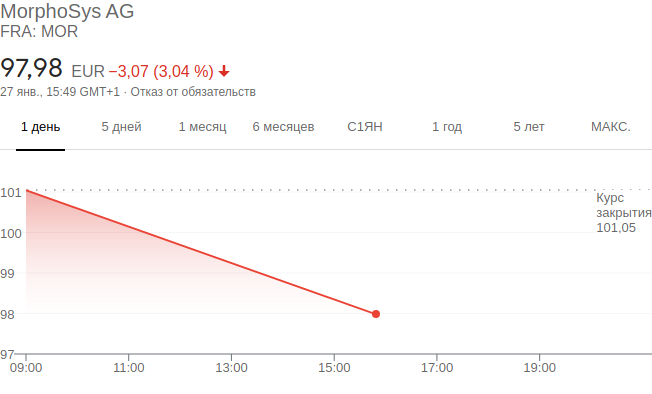 MorphoSys AG
FRA: MOR
97,98 EUR −3,07 (3,04 %)
27 янв., 15:49 GMT+1 · Отказ от обязательств
1 день 5 дней 1 месяц 6 месяцев С1ЯН 1 год 5 лет МАКС.
101
Курс
закрытия
101,05
100
99
98
97
09:00 11:00 13:00 15:00 17:00 19:00